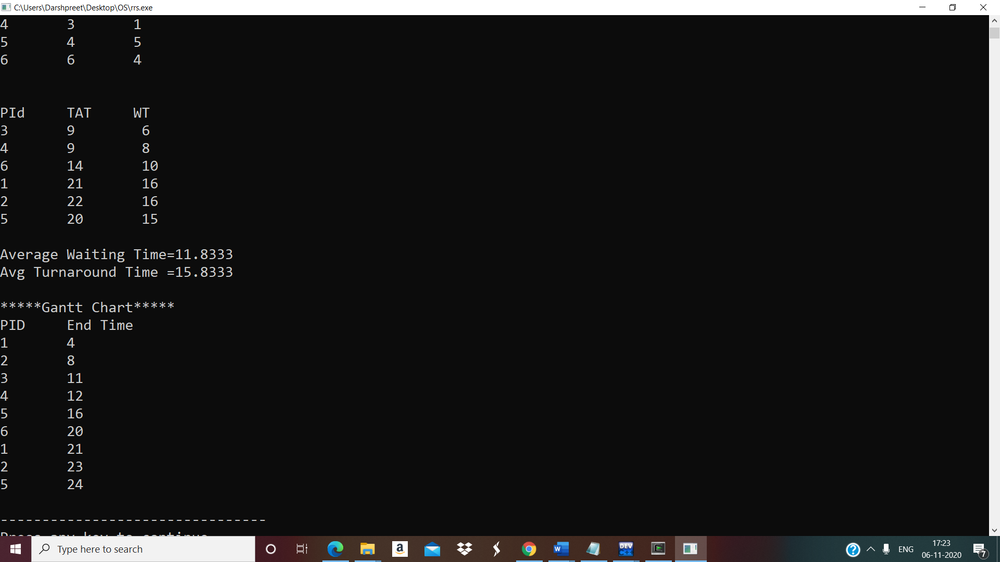 C:\Users\Darshpreet\Desktop\OS\rrs.exe
4 3 1
5 4 5
6 6 4
PId TAT WT
3 9 6
4 9 8
6 14 10
1 21 16
2 22 16
5 20 15
Average Waiting Time=11.8333
Avg Turnaround Time =15.8333
*****Gantt Chart*****
PID End Time
1 4
2 8
3 11
4 12
5 16
6 20
1 21
2 23
5 24
--------------------------------
Press any key to continue
Type here to search
a
W
DEV
C++
?
ENG
17:23
06-11-2020
7